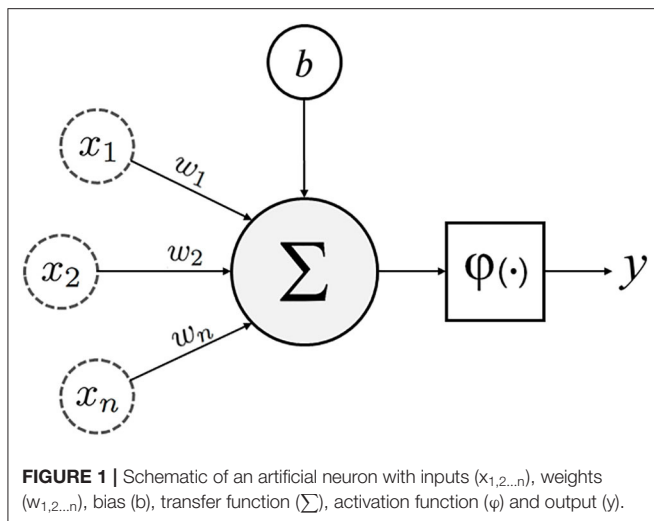 b
x₁
w₁
x₂
w₂
Σ
φ(·)
y
xₙ
wₙ
FIGURE 1 | Schematic of an artificial neuron with inputs (x₁,₂...ₙ), weights
(w₁,₂...ₙ), bias (b), transfer function (∑), activation function (φ) and output (y).